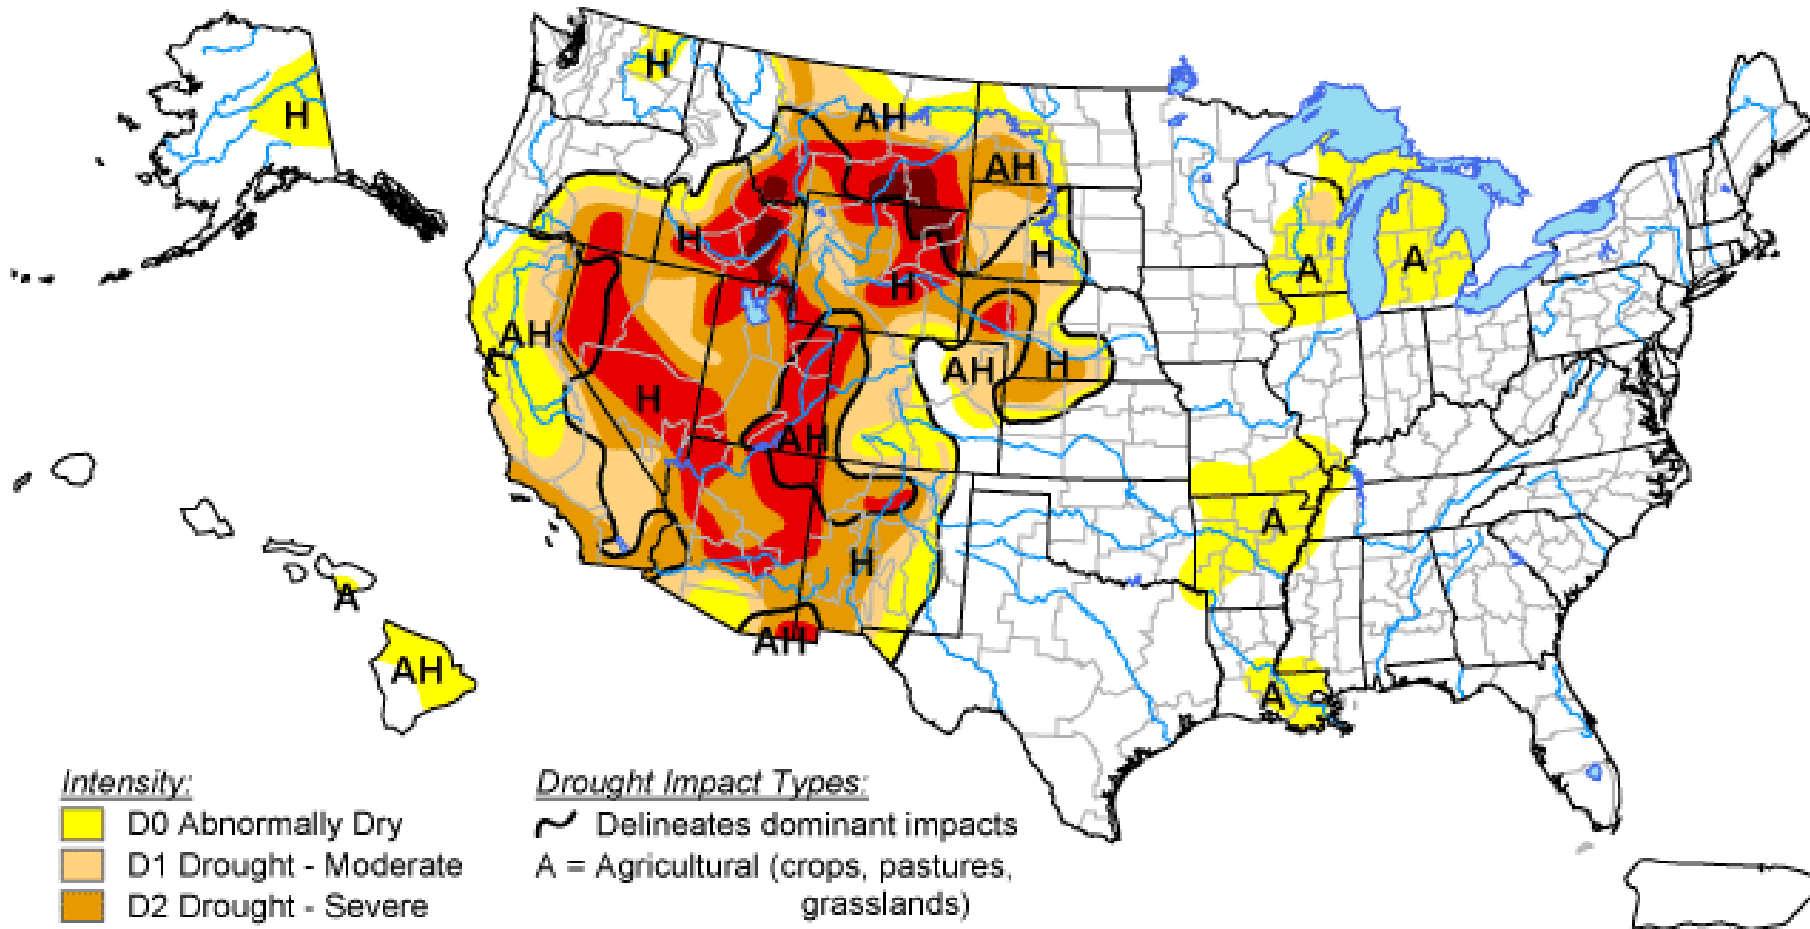 H
H
AH
AH
H
H
H
A
A
AH
AH
H
H
AH
A
H
A
AH
AH
A
Intensity:
D0 Abnormally Dry
D1 Drought - Moderate
D2 Drought - Severe
Drought Impact Types:
Delineates dominant impacts
A = Agricultural (crops, pastures,
grasslands)